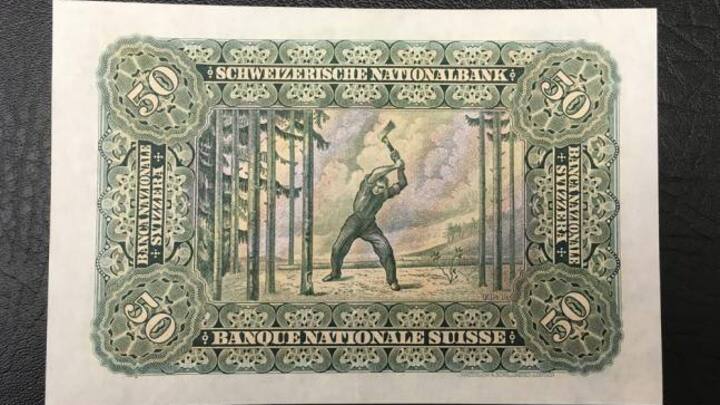 50
SCHWEIZERISCHE NATIONALBANK
50
BANCA NAZIONALE
SVIZZERA
BANCA NAZIONALE
SVIZZERA
50
BANQUE NATIONALE SUISSE
50